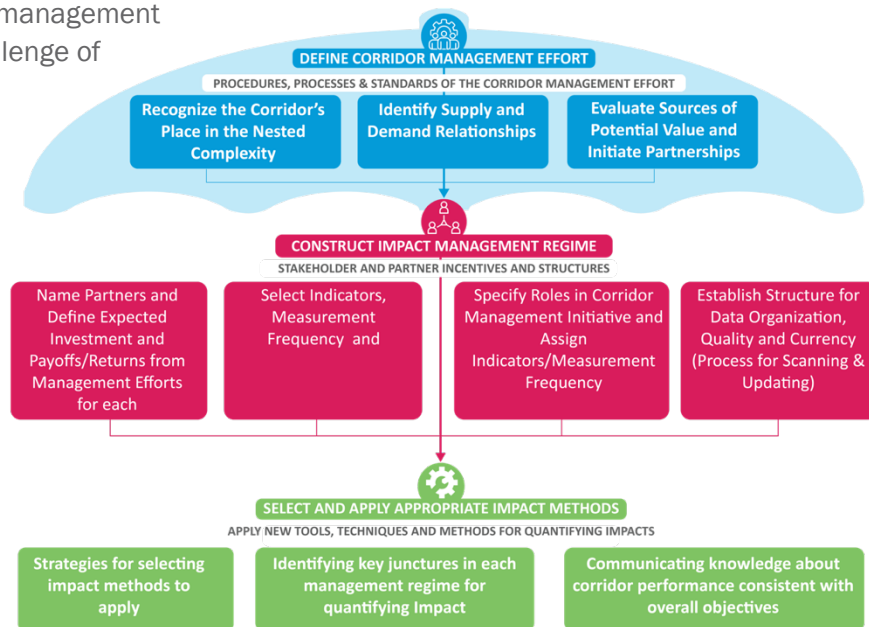 management
lenge of
DEFINE CORRIDOR MANAGEMENT EFFORT
PROCEDURES, PROCESSES & STANDARDS OF THE CORRIDOR MANAGEMENT EFFORT
Recognize the Corridor's
Place in the Nested
Complexity
Identify Supply and
Demand Relationships
Evaluate Sources of
Potential Value and
Initiate Partnerships
CONSTRUCT IMPACT MANAGEMENT REGIME
STAKEHOLDER AND PARTNER INCENTIVES AND STRUCTURES
Name Partners and
Define Expected
Investment and
Payoffs/Returns from
Management Efforts
for each
Select Indicators,
Measurement
Frequency and
Specify Roles in Corridor
Management Initiative and
Assign
Indicators/Measurement
Frequency
Establish Structure for
Data Organization,
Quality and Currency
(Process for Scanning &
Updating)
SELECT AND APPLY APPROPRIATE IMPACT METHODS
APPLY NEW TOOLS, TECHNIQUES AND METHODS FOR QUANTIFYING IMPACTS
Strategies for selecting
impact methods to
apply
Identifying key junctures in each
management regime for
quantifying Impact
Communicating knowledge about
corridor performance consistent with
overall objectives